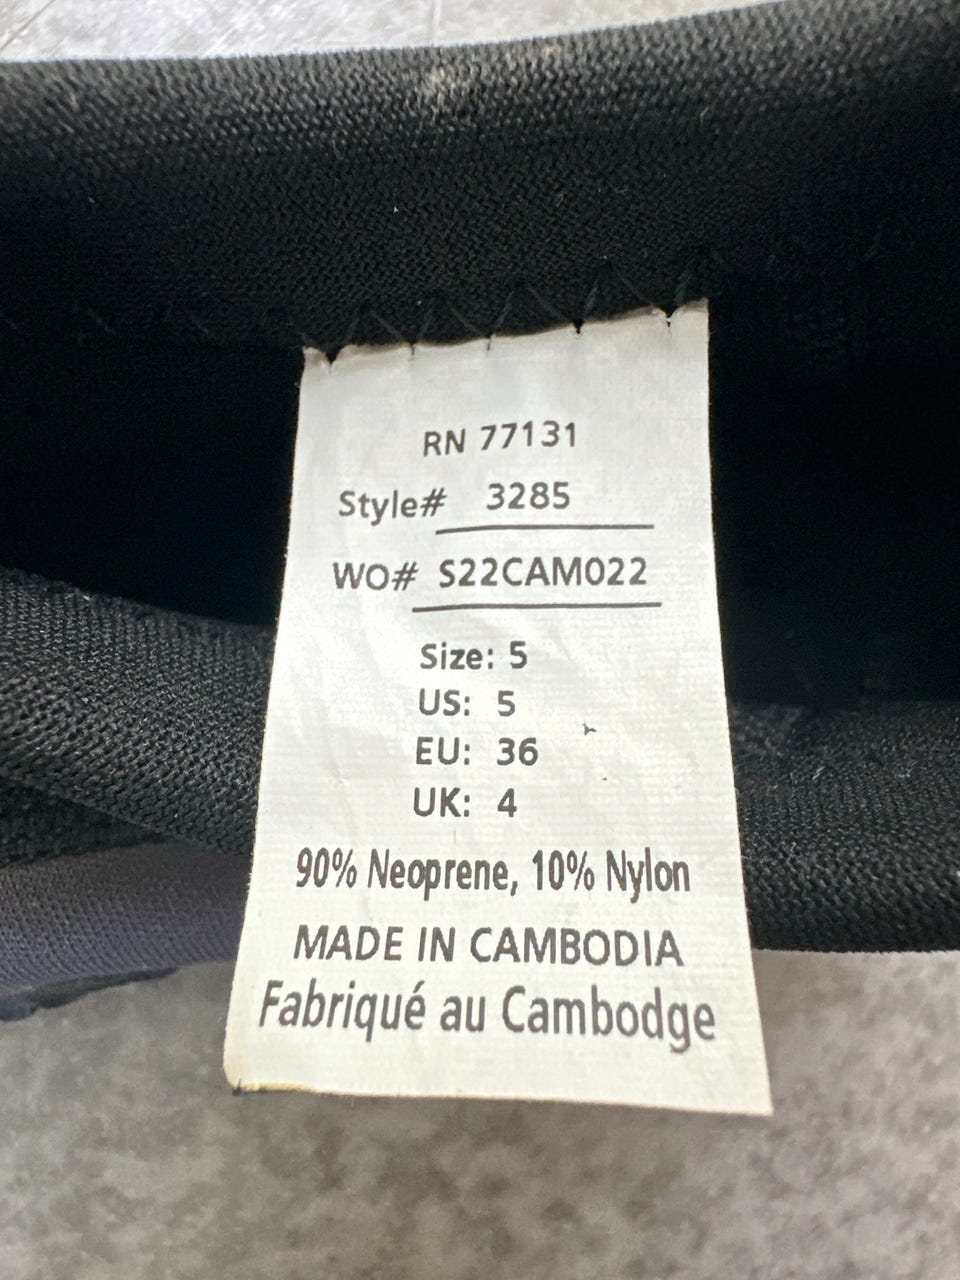 RN 77131
Style# 3285
WO# S22CAM022
Size: 5
US: 5
EU: 36
UK: 4
90% Neoprene, 10% Nylon
MADE IN CAMBODIA
Fabriqué au Cambodge